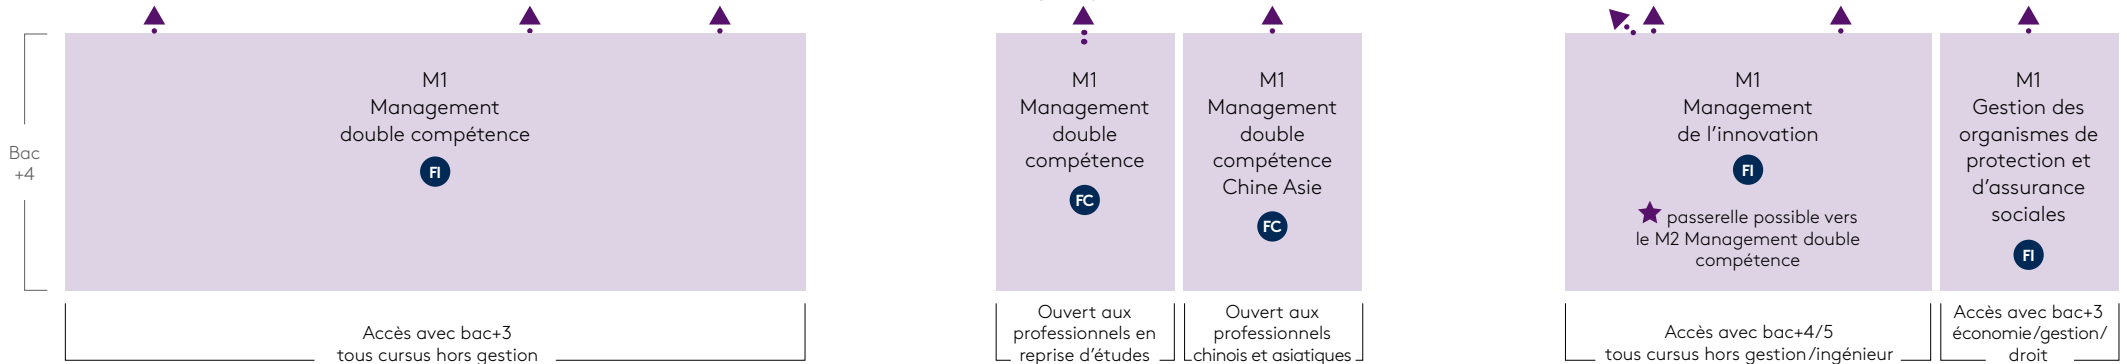 Bac
+4
M1
Management
double compétence
FI
Accès avec bac+3
tous cursus hors gestion
M1
Management
double
compétence
FC
Ouvert aux
professionnels en
reprise d'études
M1
Management
double
compétence
Chine Asie
FC
Ouvert aux
professionnels
chinois et asiatiques
M1
Management
de l'innovation
FI
passerelle possible vers
le M2 Management double
compétence
Accès avec bac+4/5
tous cursus hors gestion/ingénieur
M1
Gestion des
organismes de
protection et
d'assurance
sociales
FI
Accès avec bac+3
économie/gestion/
droit